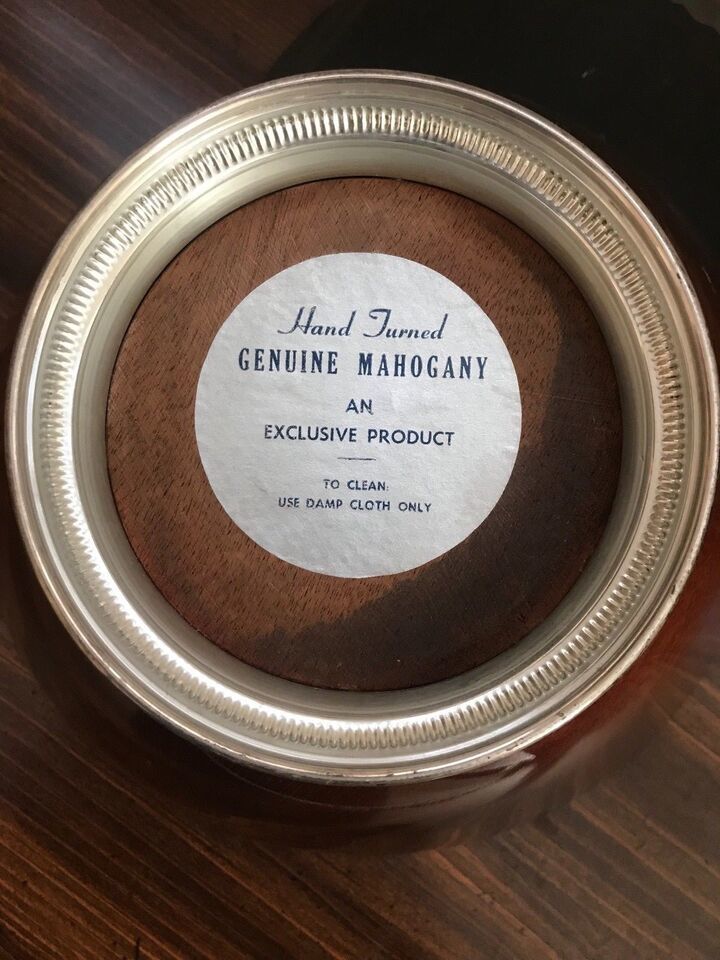 Hand Turned
GENUINE MAHOGANY
AN
EXCLUSIVE PRODUCT
TO CLEAN:
USE DAMP CLOTH ONLY